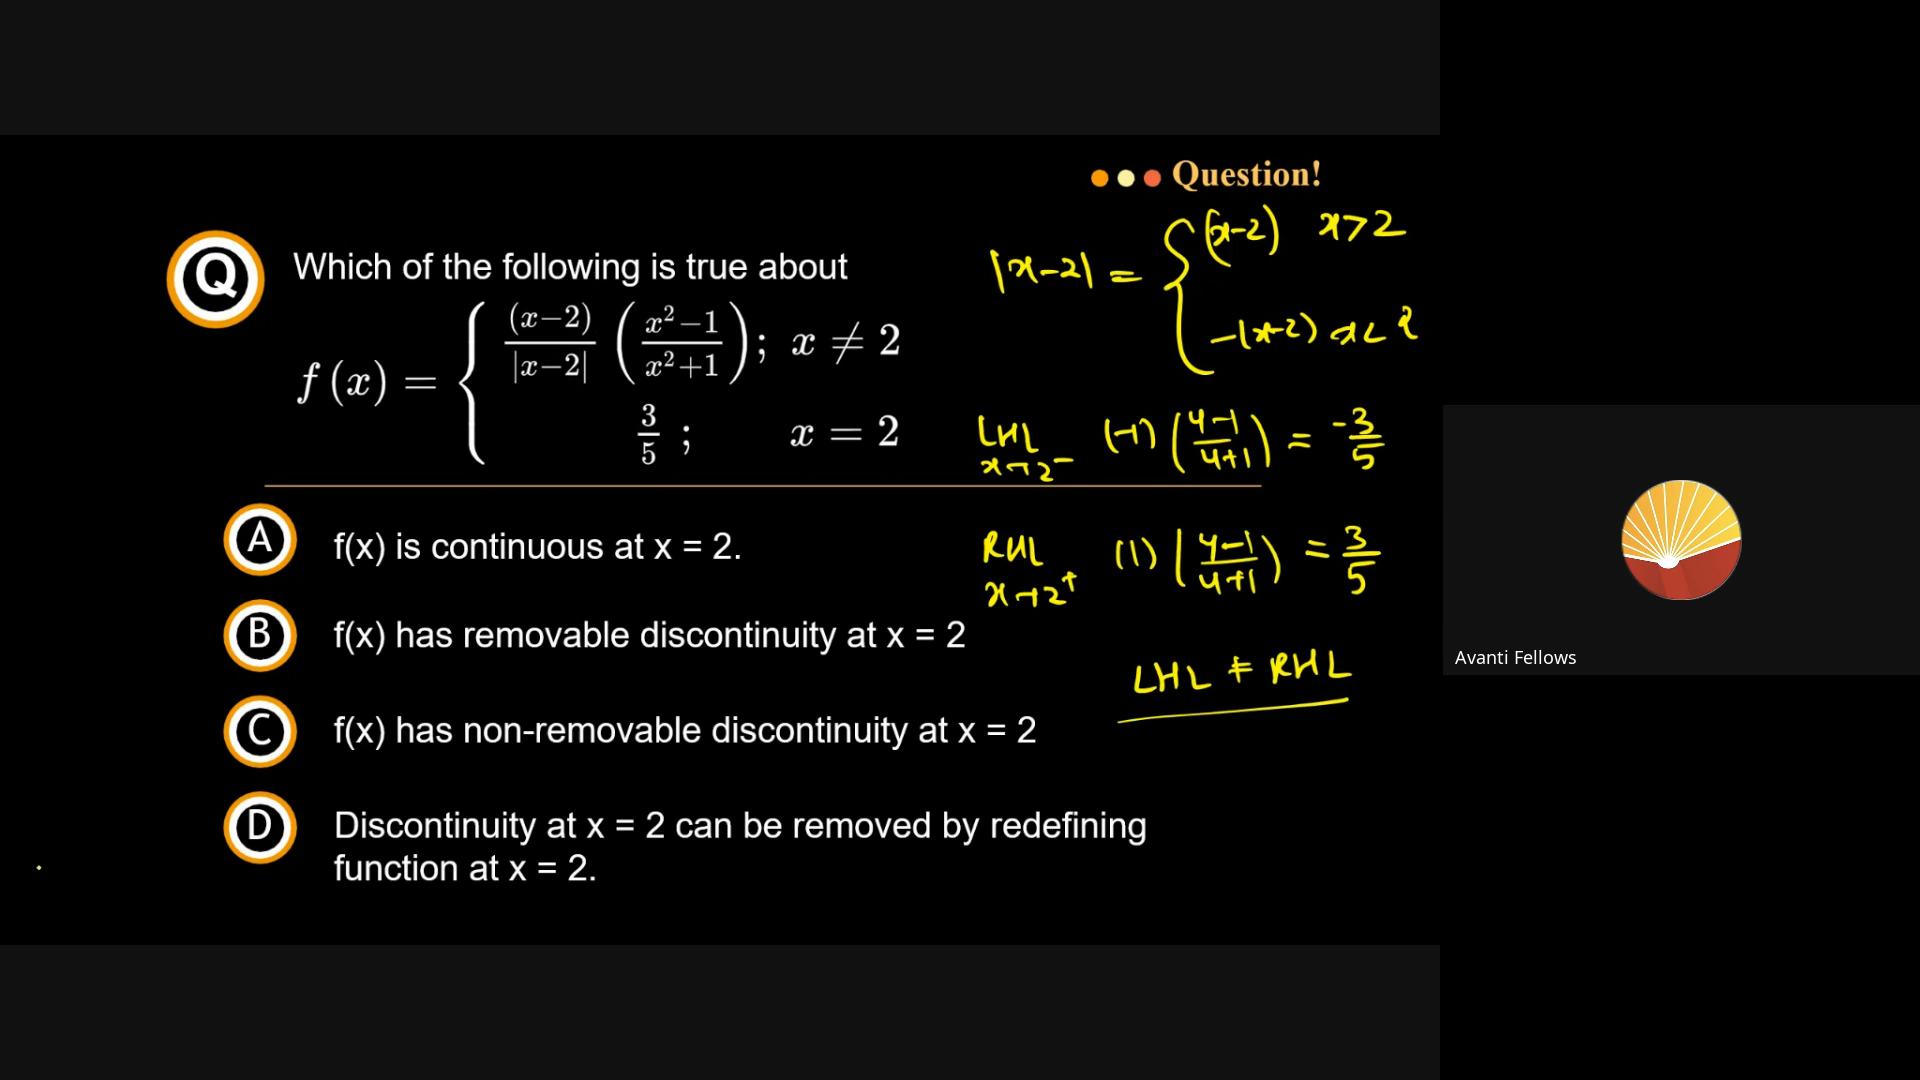 Question!
Q
Which of the following is true about
f(x) = { (x−2)/|x−2| ((x²−1)/(x²+1)); x ≠ 2
3/5 ; x = 2
A f(x) is continuous at x = 2.
B f(x) has removable discontinuity at x = 2
C f(x) has non-removable discontinuity at x = 2
D Discontinuity at x = 2 can be removed by redefining
function at x = 2.
|x-2| = { (x-2) x>2
-(x-2) x<2
LHL x→2⁻ (-1) ((4-1)/(4+1)) = -3/5
RHL x→2⁺ (1) ((4-1)/(4+1)) = 3/5
LHL ≠ RHL
Avanti Fellows